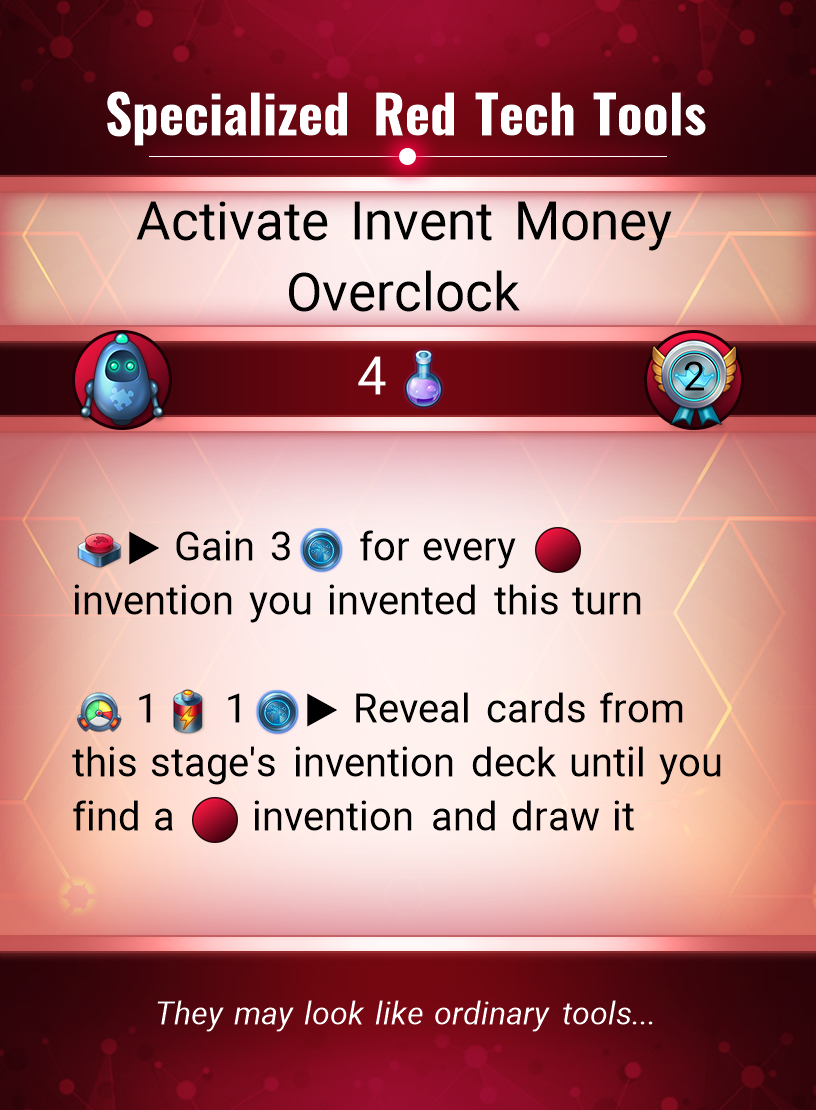 Specialized Red Tech Tools
Activate Invent Money
Overclock
4
2
Gain 3 for every
invention you invented this turn
1 1 Reveal cards from
this stage's invention deck until you
find a invention and draw it
They may look like ordinary tools...